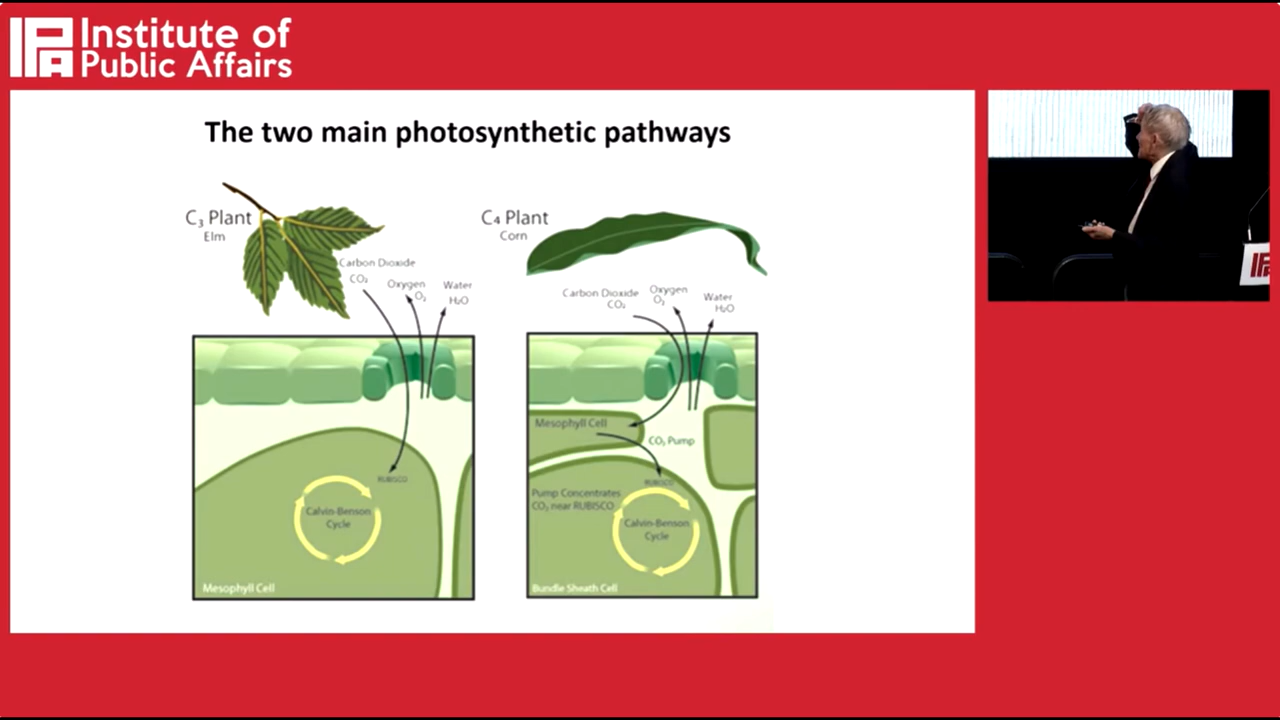 IPA
Institute of
Public Affairs
The two main photosynthetic pathways
C₃ Plant
Elm
Carbon Dioxide
CO₂
Oxygen
O₂
Water
H₂O
RUBISCO
Calvin-Benson
Cycle
Mesophyll Cell
C₄ Plant
Corn
Carbon Dioxide
CO₂
Oxygen
O₂
Water
H₂O
Mesophyll Cell
CO₂ Pump
RUBISCO
Pump Concentrates
CO₂ near RUBISCO
Calvin-Benson
Cycle
Bundle Sheath Cell